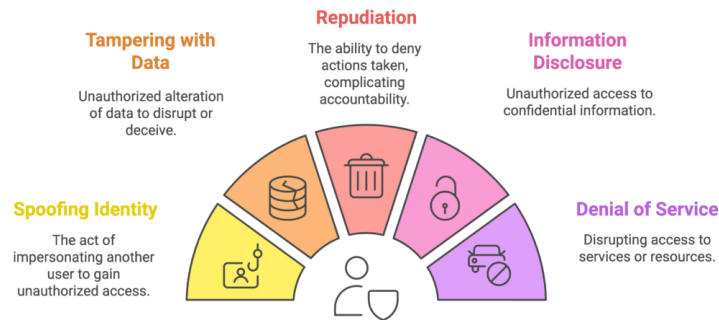 Repudiation
The ability to deny
actions taken,
complicating
accountability.
Tampering with
Data
Unauthorized alteration
of data to disrupt or
deceive.
Information
Disclosure
Unauthorized access to
confidential information.
Spoofing Identity
The act of
impersonating another
user to gain
unauthorized access.
Denial of Service
Disrupting access to
services or resources.